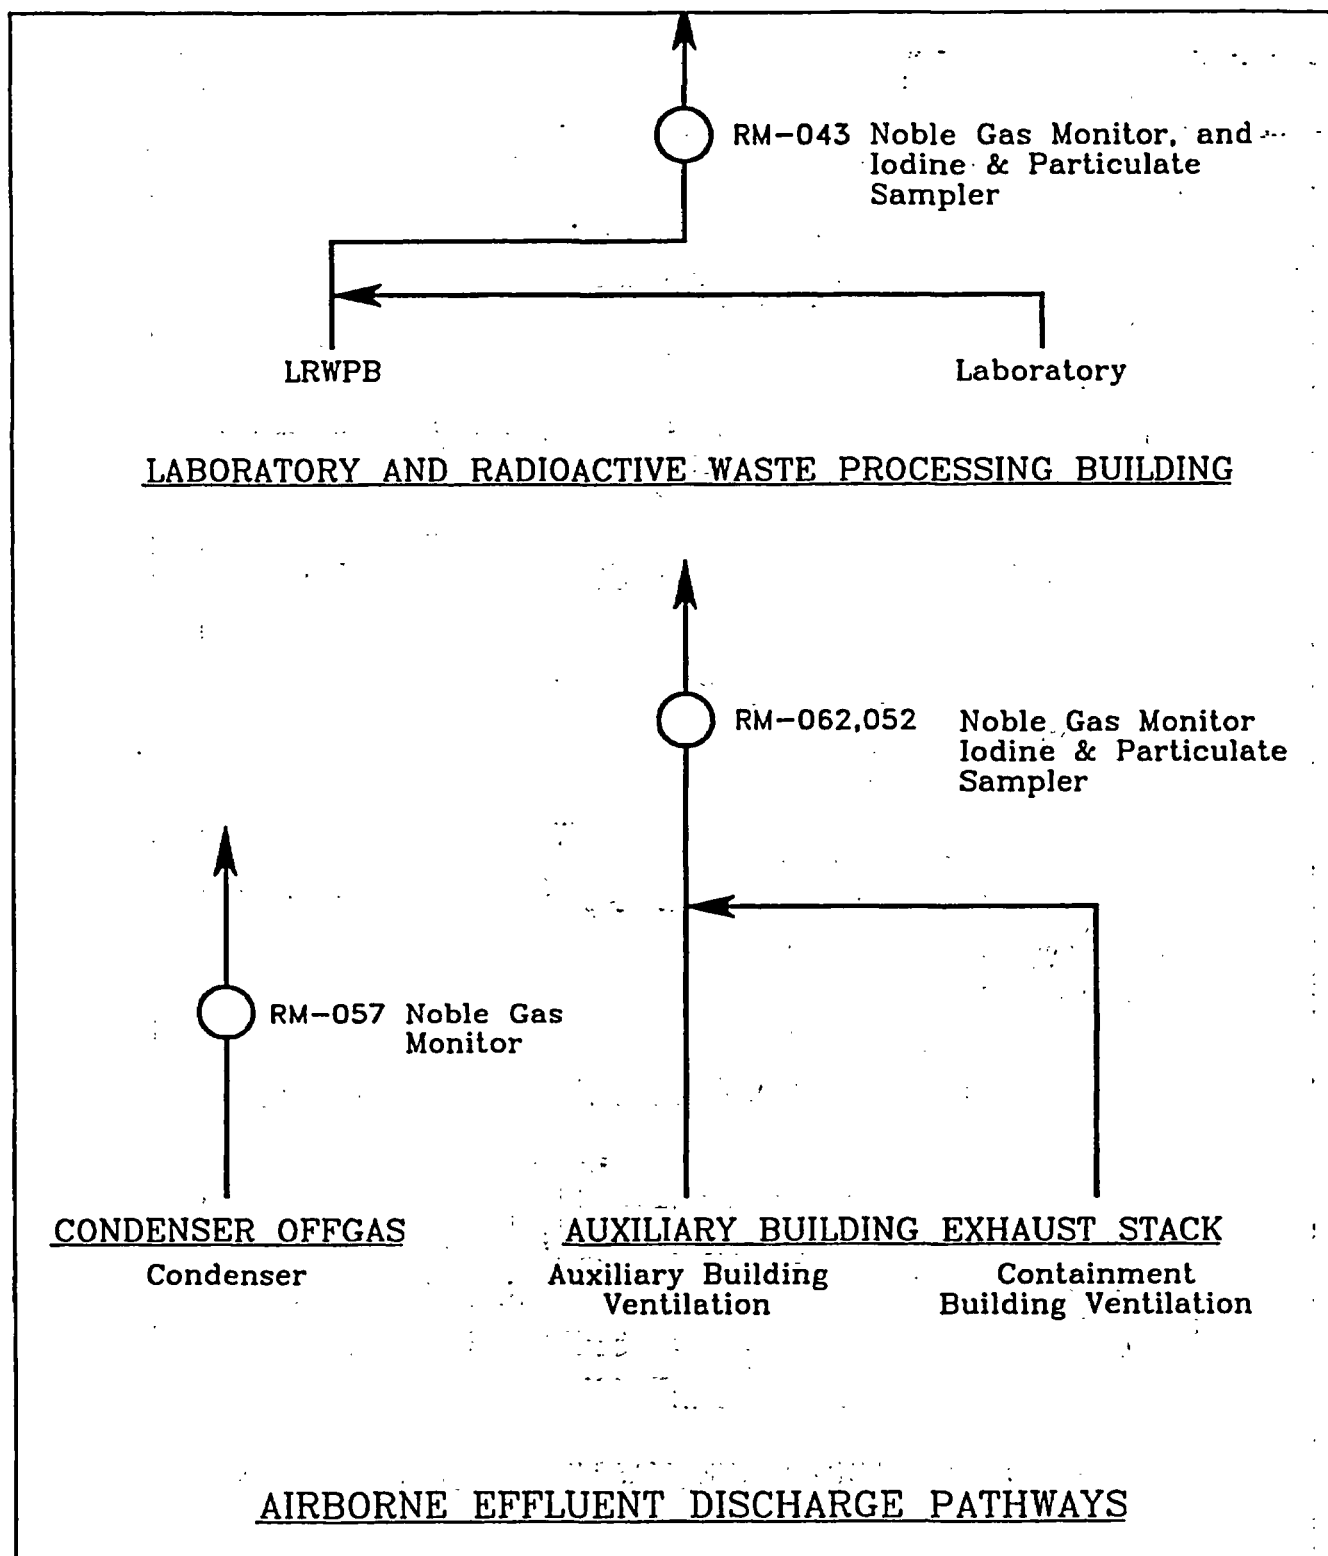 RM-043 Noble Gas Monitor, and
Iodine & Particulate
Sampler
LRWPB
Laboratory
LABORATORY AND RADIOACTIVE WASTE PROCESSING BUILDING
RM-062,052 Noble Gas Monitor
Iodine & Particulate
Sampler
RM-057 Noble Gas
Monitor
CONDENSER OFFGAS
Condenser
AUXILIARY BUILDING EXHAUST STACK
Auxiliary Building
Ventilation
Containment
Building Ventilation
AIRBORNE EFFLUENT DISCHARGE PATHWAYS